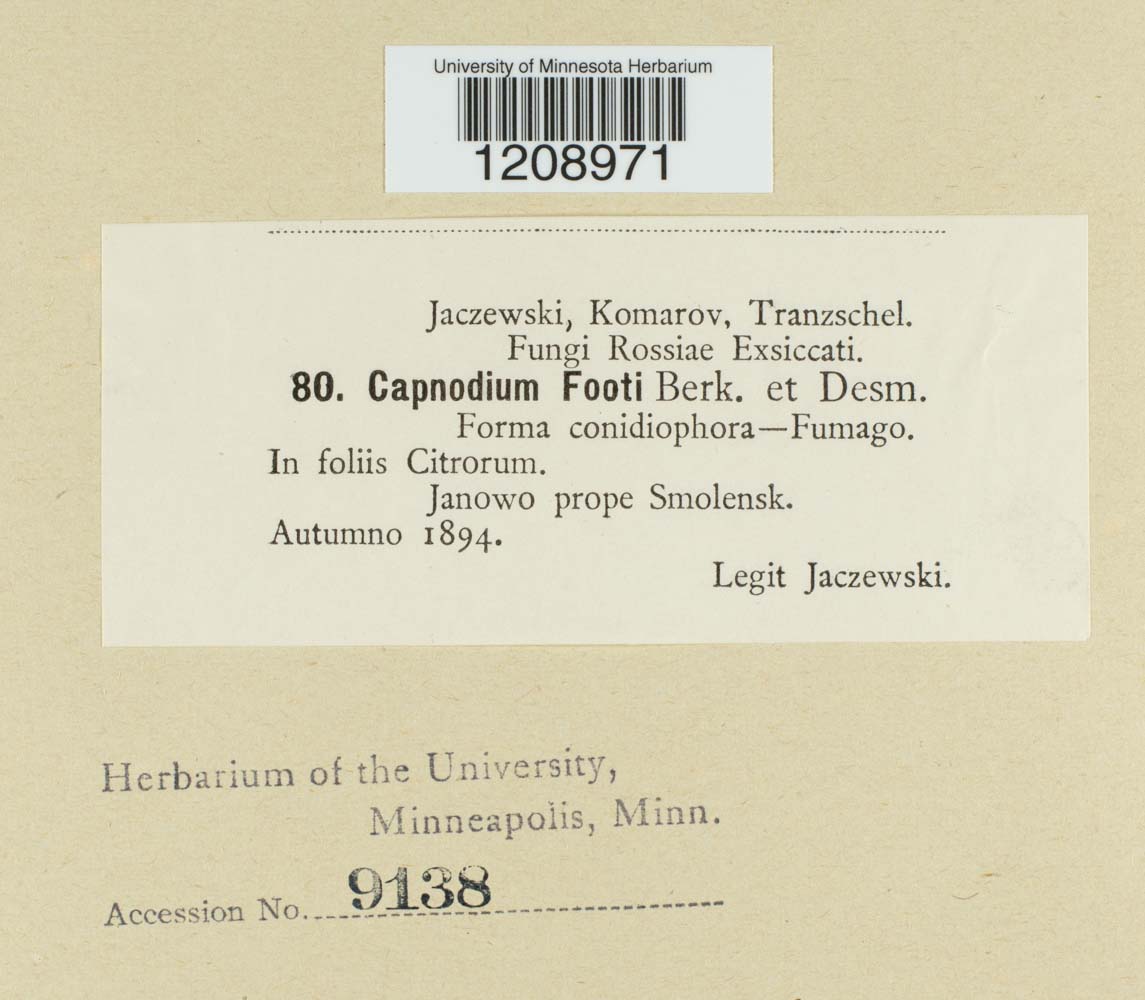 University of Minnesota Herbarium
1208971
Jaczewski, Komarov, Tranzschel.
Fungi Rossiae Exsiccati.
80. Capnodium Footi Berk. et Desm.
Forma conidiophora—Fumago.
In foliis Citrorum.
Janowo prope Smolensk.
Autumno 1894.
Legit Jaczewski.
Herbarium of the University,
Minneapolis, Minn.
Accession No. 9138